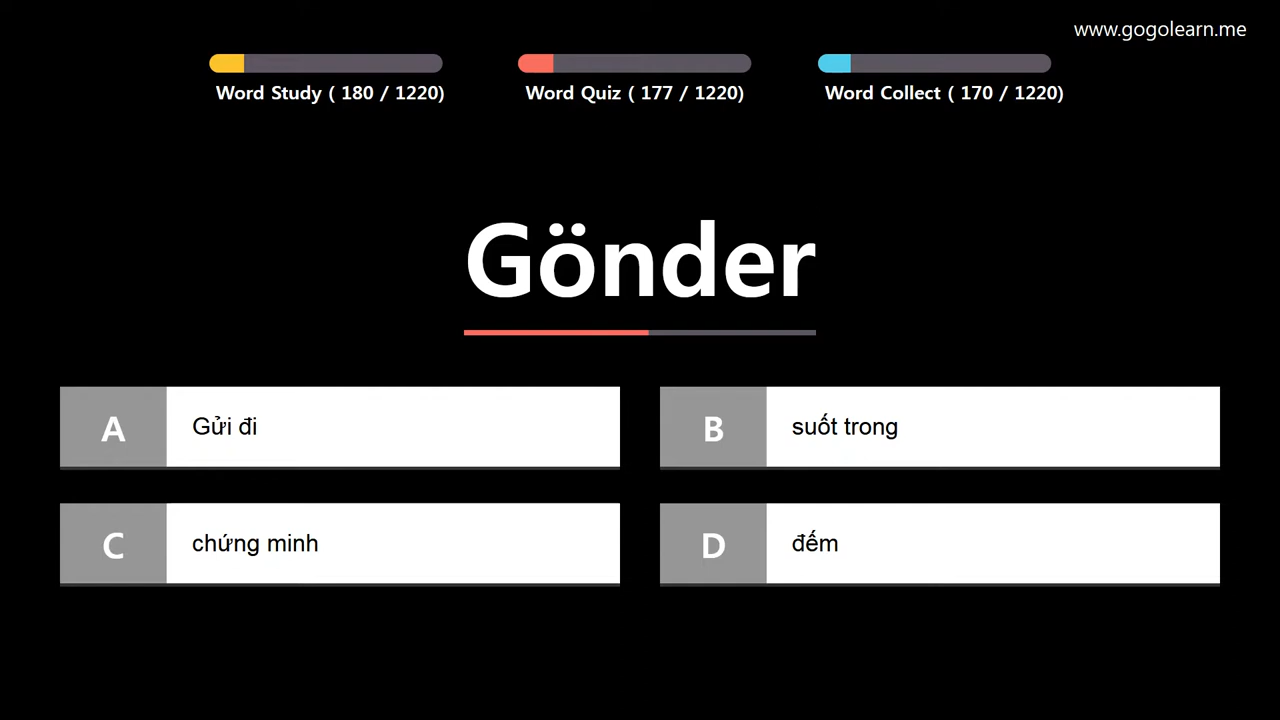 www.gogolearn.me
Word Study ( 180 / 1220)
Word Quiz ( 177 / 1220)
Word Collect ( 170 / 1220)
Gönder
A Gửi đi
B suốt trong
C chứng minh
D đếm